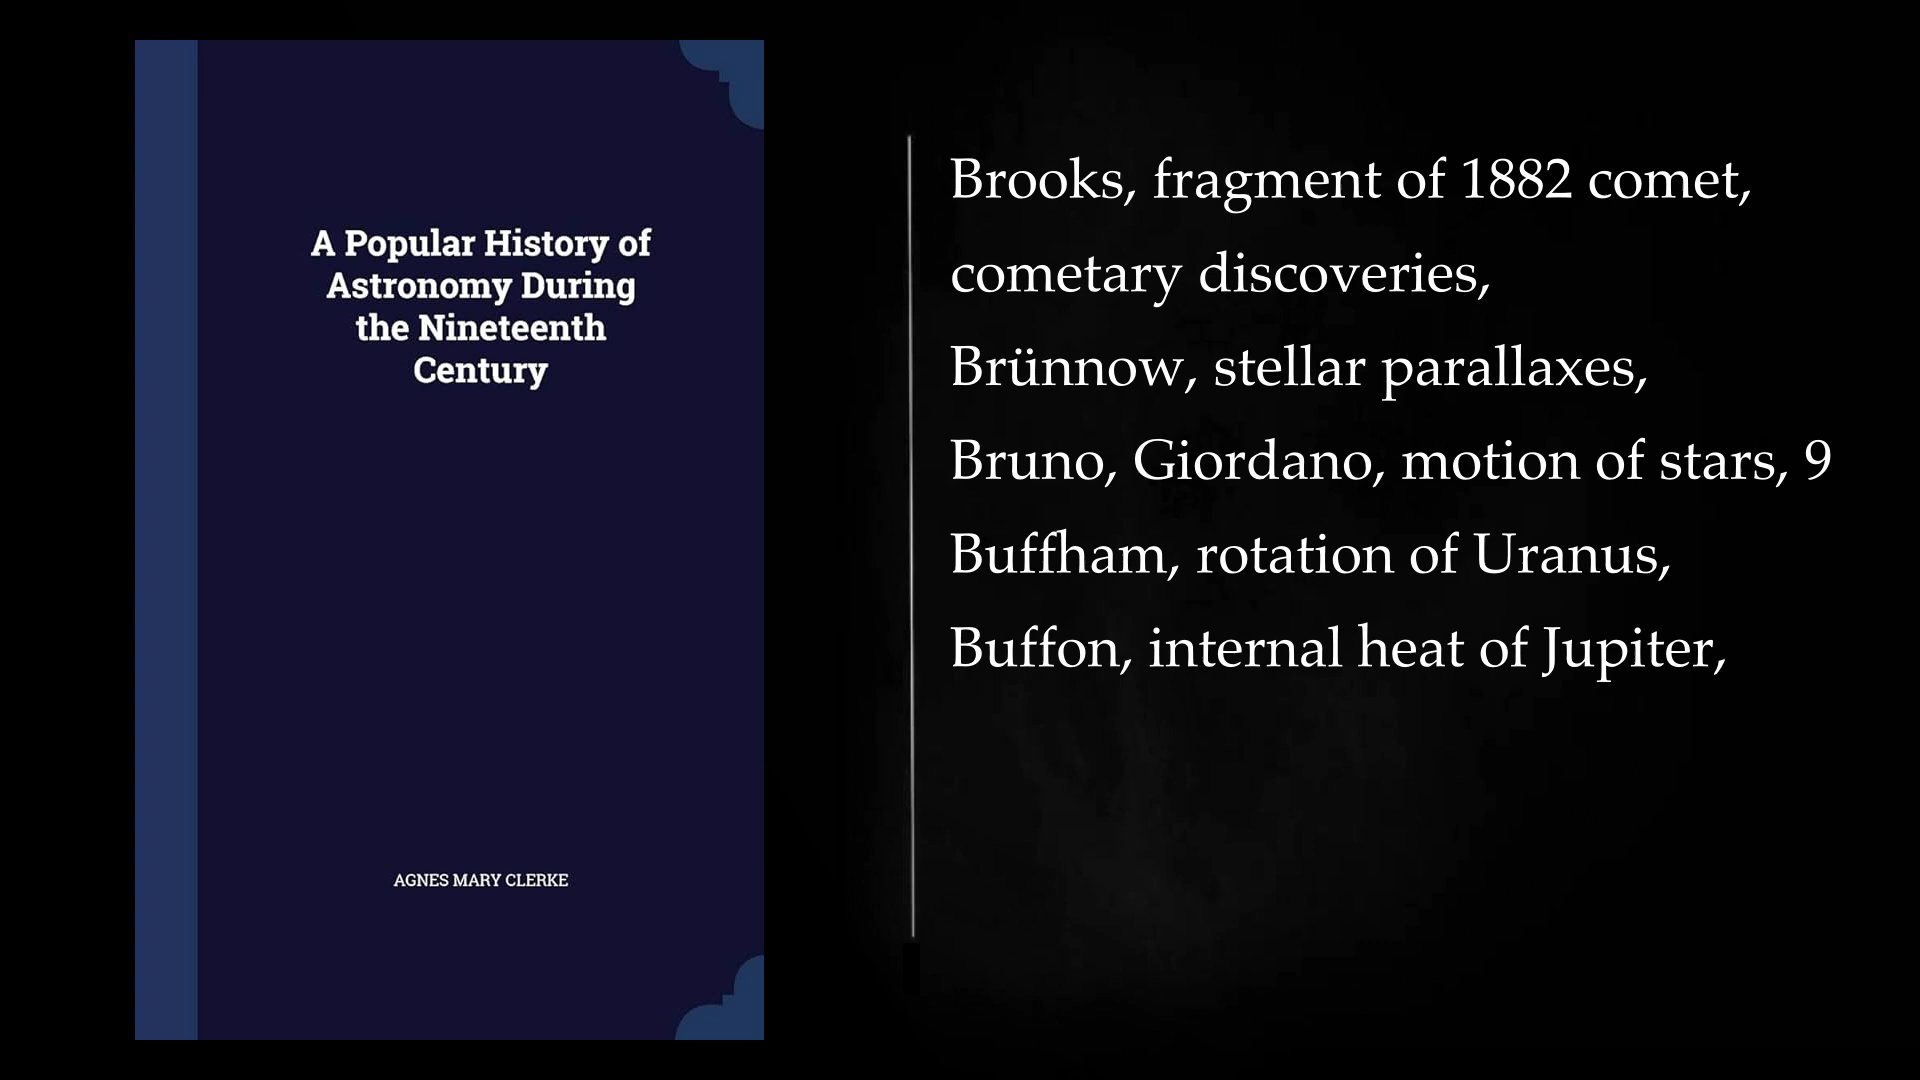 A Popular History of
Astronomy During
the Nineteenth
Century
AGNES MARY CLERKE
Brooks, fragment of 1882 comet,
cometary discoveries,
Brünnow, stellar parallaxes,
Bruno, Giordano, motion of stars, 9
Buffham, rotation of Uranus,
Buffon, internal heat of Jupiter,